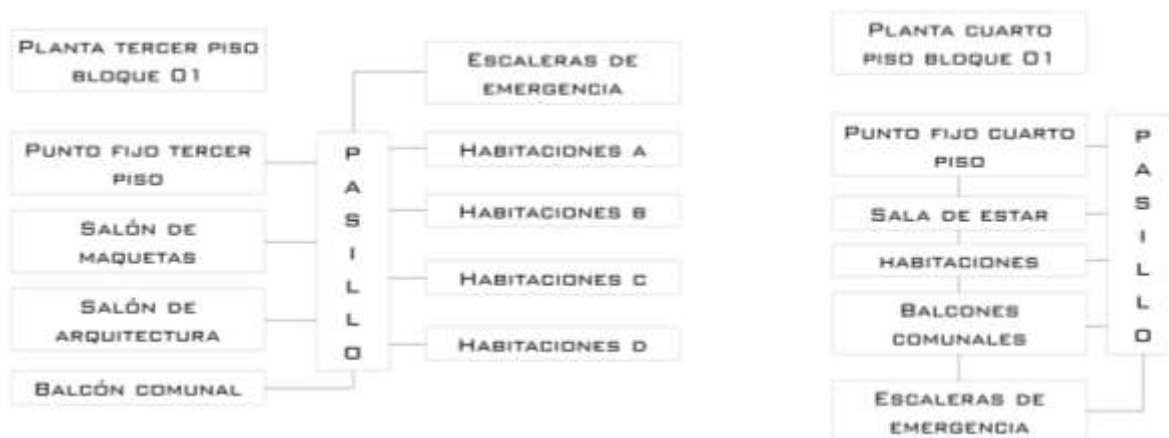 PLANTA TERCER PISO
BLOQUE 01
ESCALERAS DE
EMERGENCIA
PUNTO FIJO TERCER
PISO
SALÓN DE
MAQUETAS
SALÓN DE
ARQUITECTURA
BALCÓN COMUNAL
PASILLO
HABITACIONES A
HABITACIONES B
HABITACIONES C
HABITACIONES D
PLANTA CUARTO
PISO BLOQUE 01
PUNTO FIJO CUARTO
PISO
SALA DE ESTAR
HABITACIONES
BALCONES
COMUNALES
ESCALERAS DE
EMERGENCIA
PASILLO